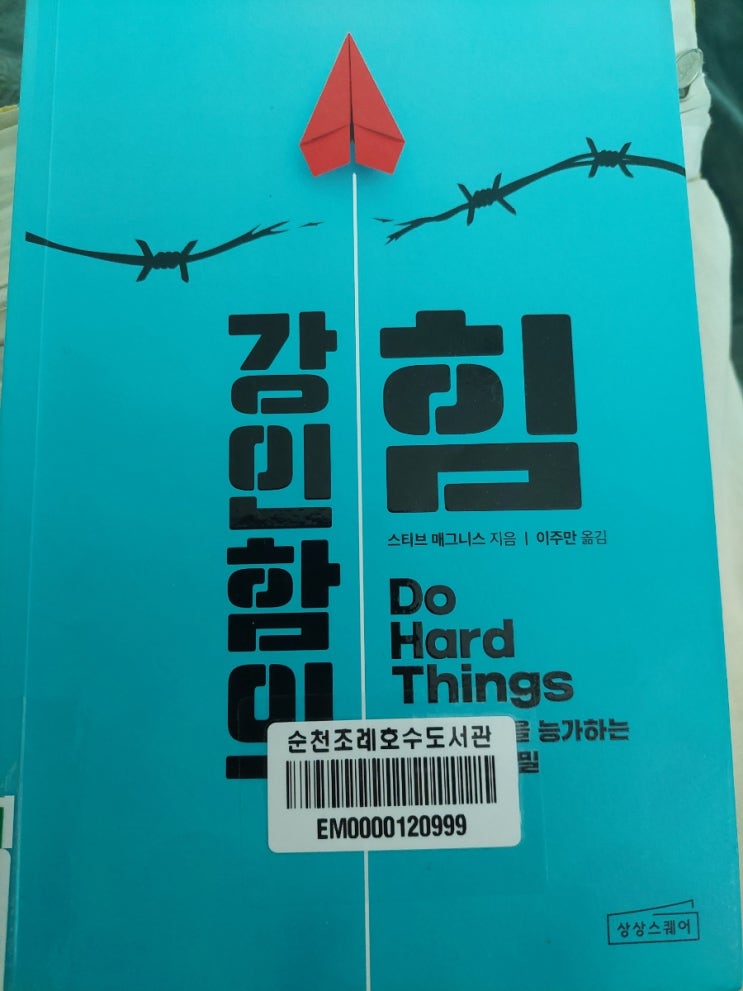 강인함의
힘
스티브 매그니스 지음 | 이주만 옮김
Do
Hard
Things
을 능가하는
밀
순천조례호수도서관
EM0000120999
상상스퀘어